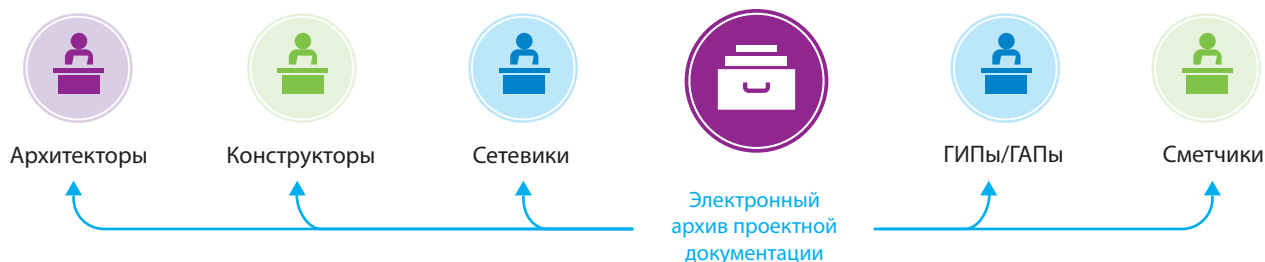 Архитекторы
Конструкторы
Сетевики
ГИПы/ГАПы
Сметчики
Электронный
архив проектной
документации